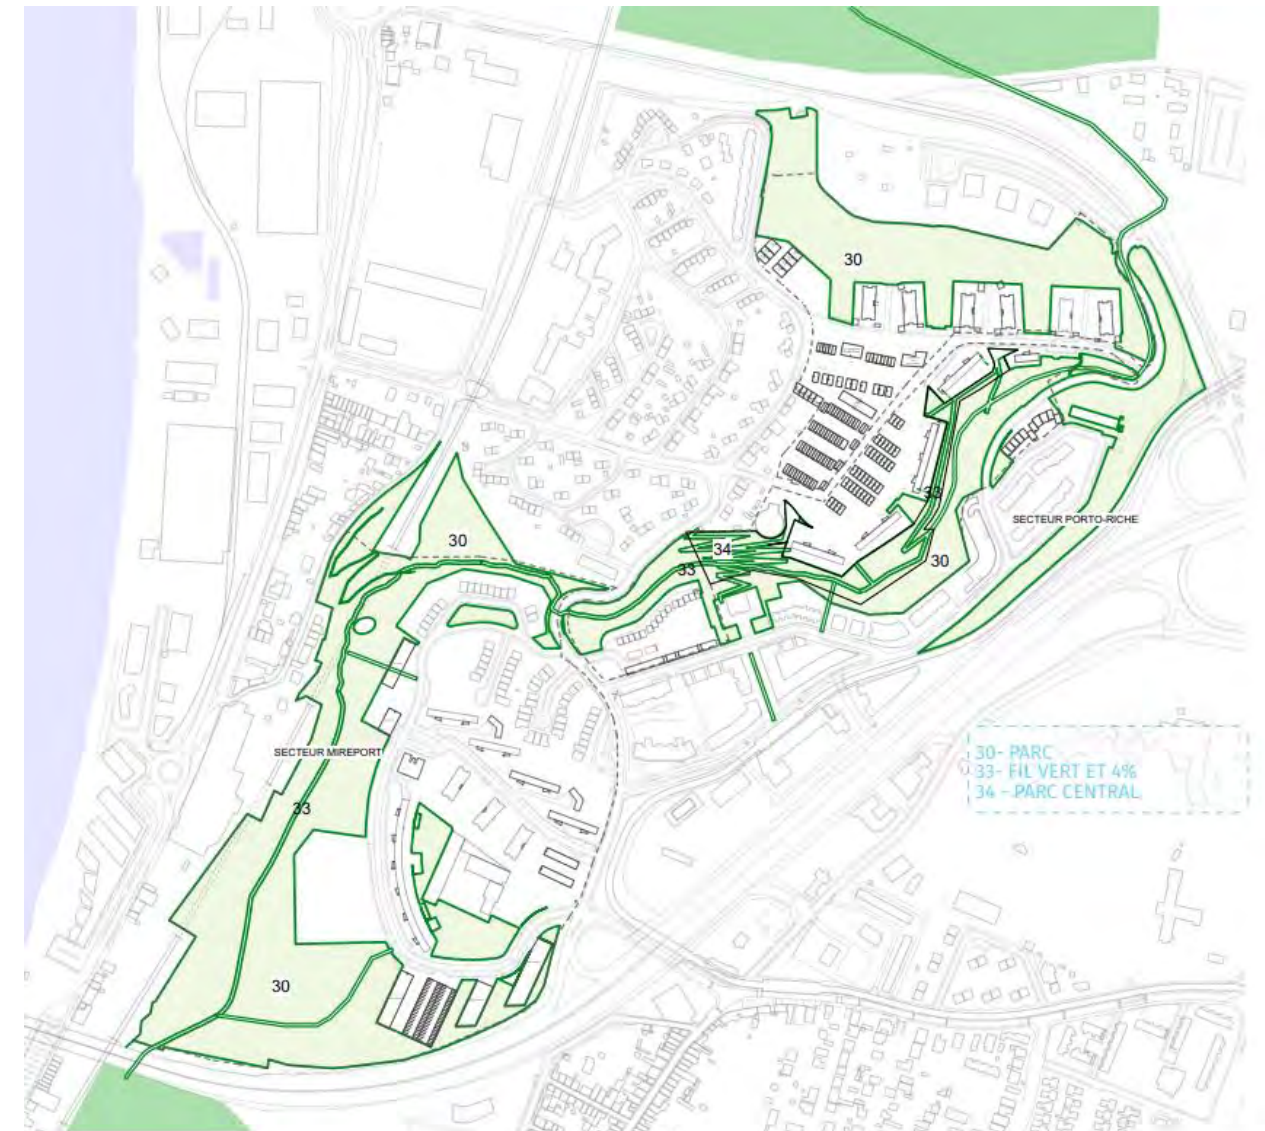 30
33
SECTEUR PORTO-RICHE
30
34
33
30
SECTEUR MIREPORT
30- PARC
33- FIL VERT ET 4%
34 - PARC CENTRAL
33
30